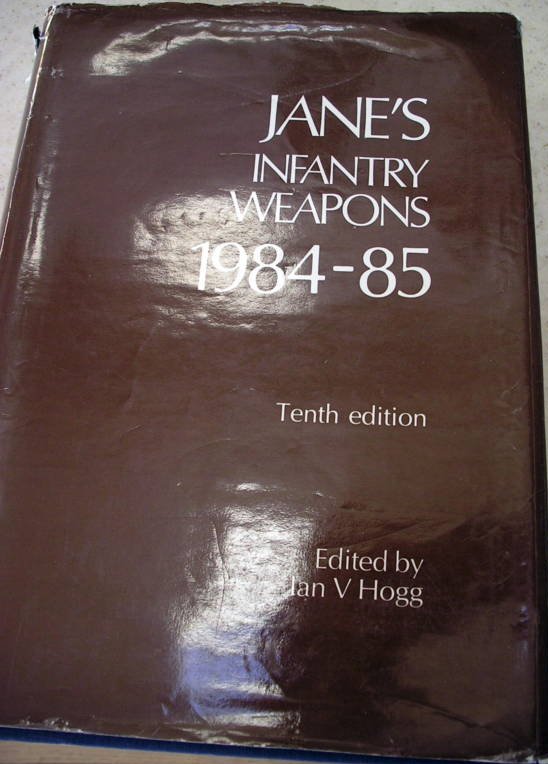 JANE'S
INFANTRY
WEAPONS
1984-85
Tenth edition
Edited by
Ian V Hogg